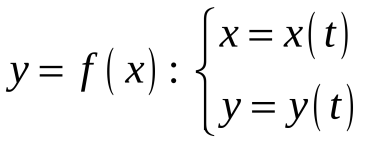 y = f( x ) : { x = x( t )
y = y( t )